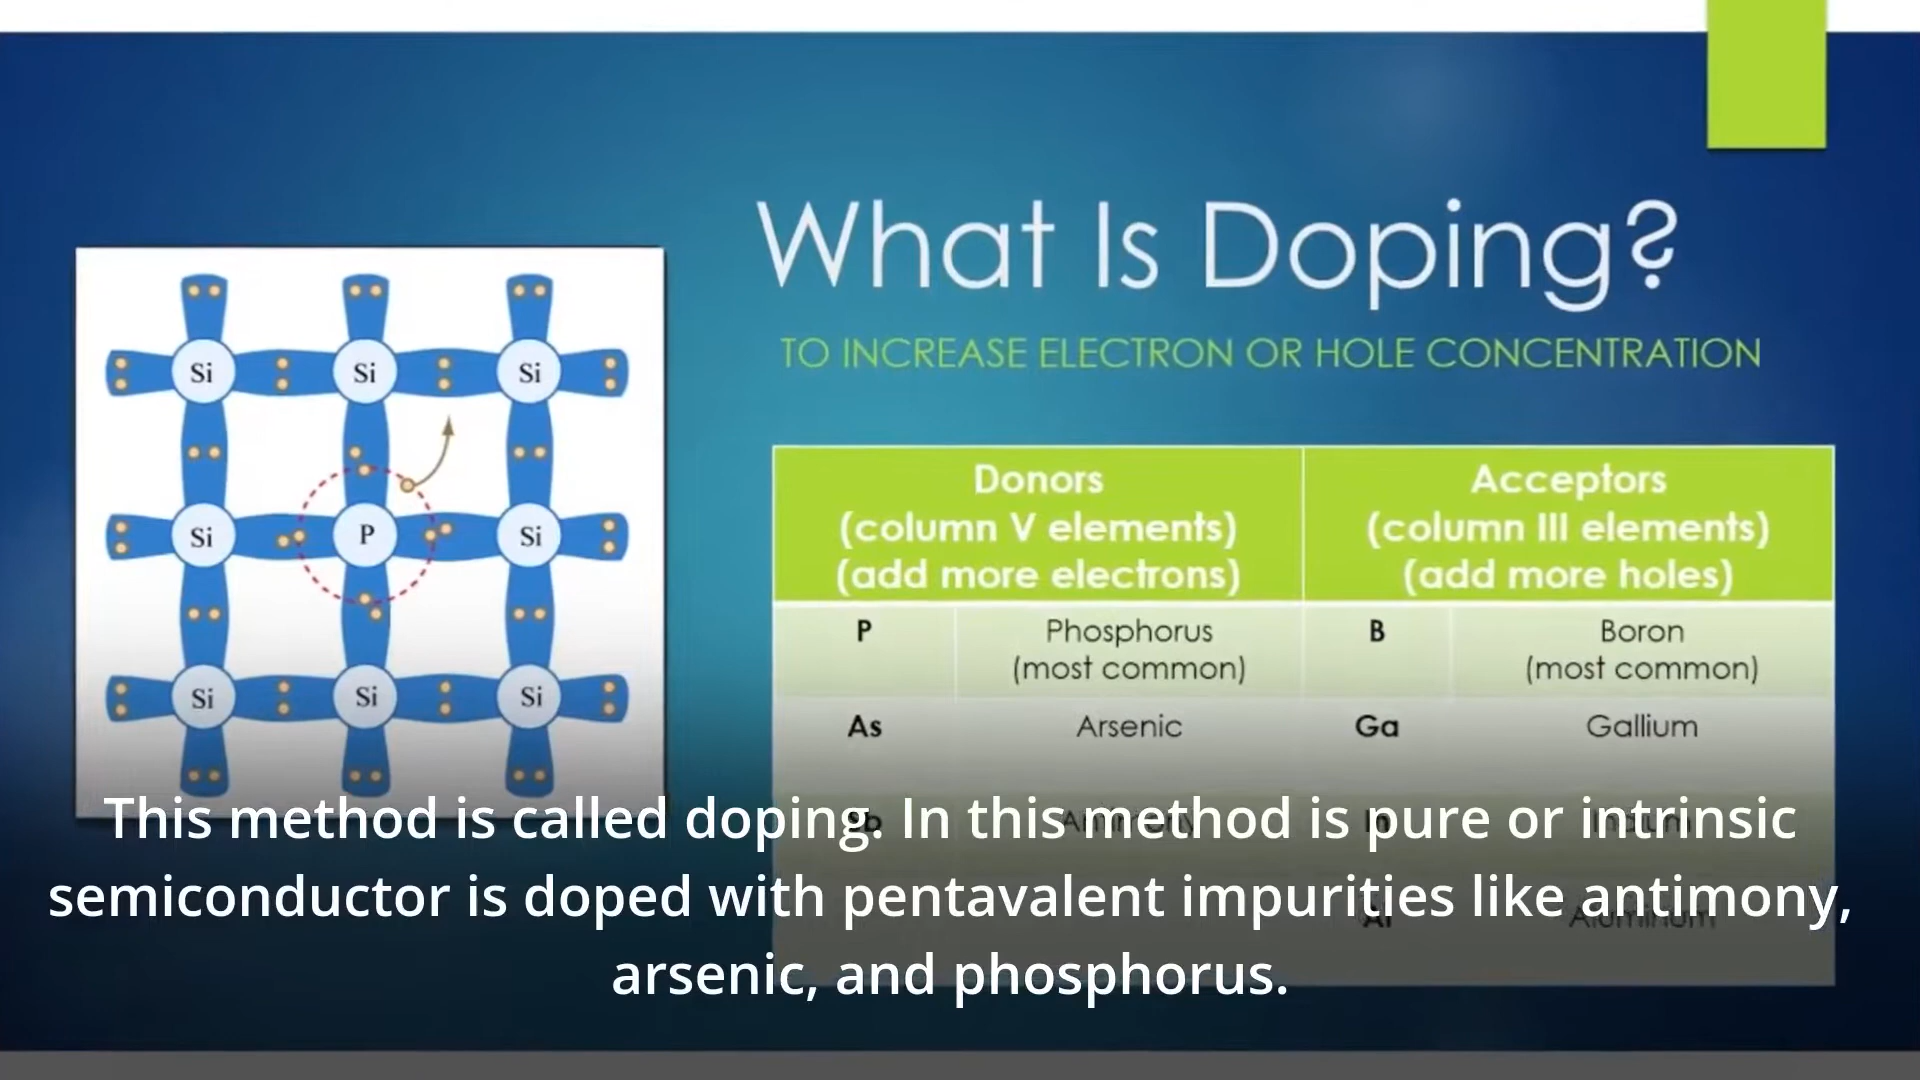 What Is Doping?
TO INCREASE ELECTRON OR HOLE CONCENTRATION
Si Si Si
Si P Si
Si Si Si
Donors
(column V elements)
(add more electrons)
Acceptors
(column III elements)
(add more holes)
P Phosphorus
(most common)
B Boron
(most common)
As Arsenic Ga Gallium
Al Aluminum
This method is called doping. In this method is pure or intrinsic
semiconductor is doped with pentavalent impurities like antimony,
arsenic, and phosphorus.